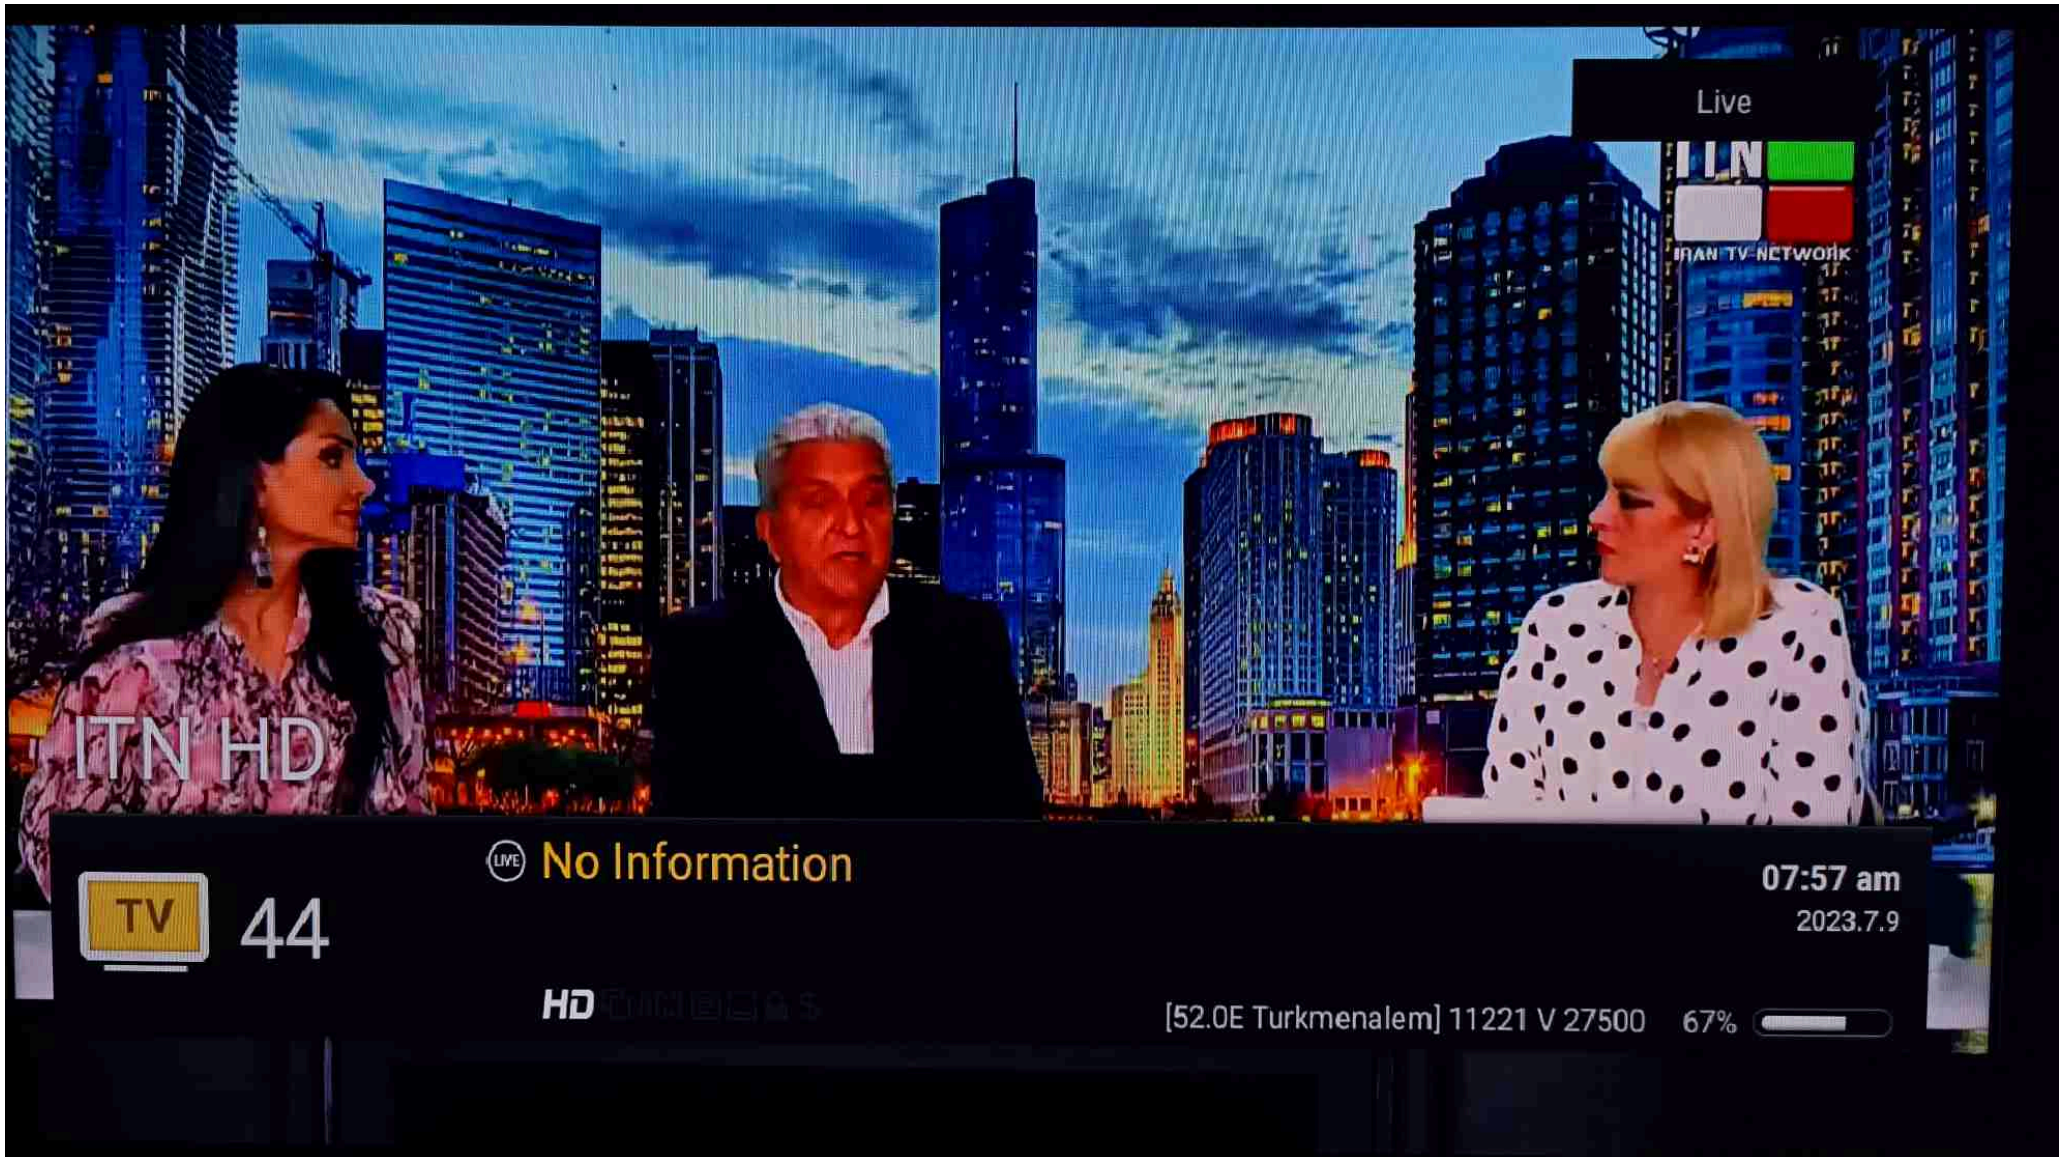 Live
ITN
IRAN TV NETWORK
ITN HD
LIVE No Information
TV 44
07:57 am
2023.7.9
HD
[52.0E Turkmenalem] 11221 V 27500 67%